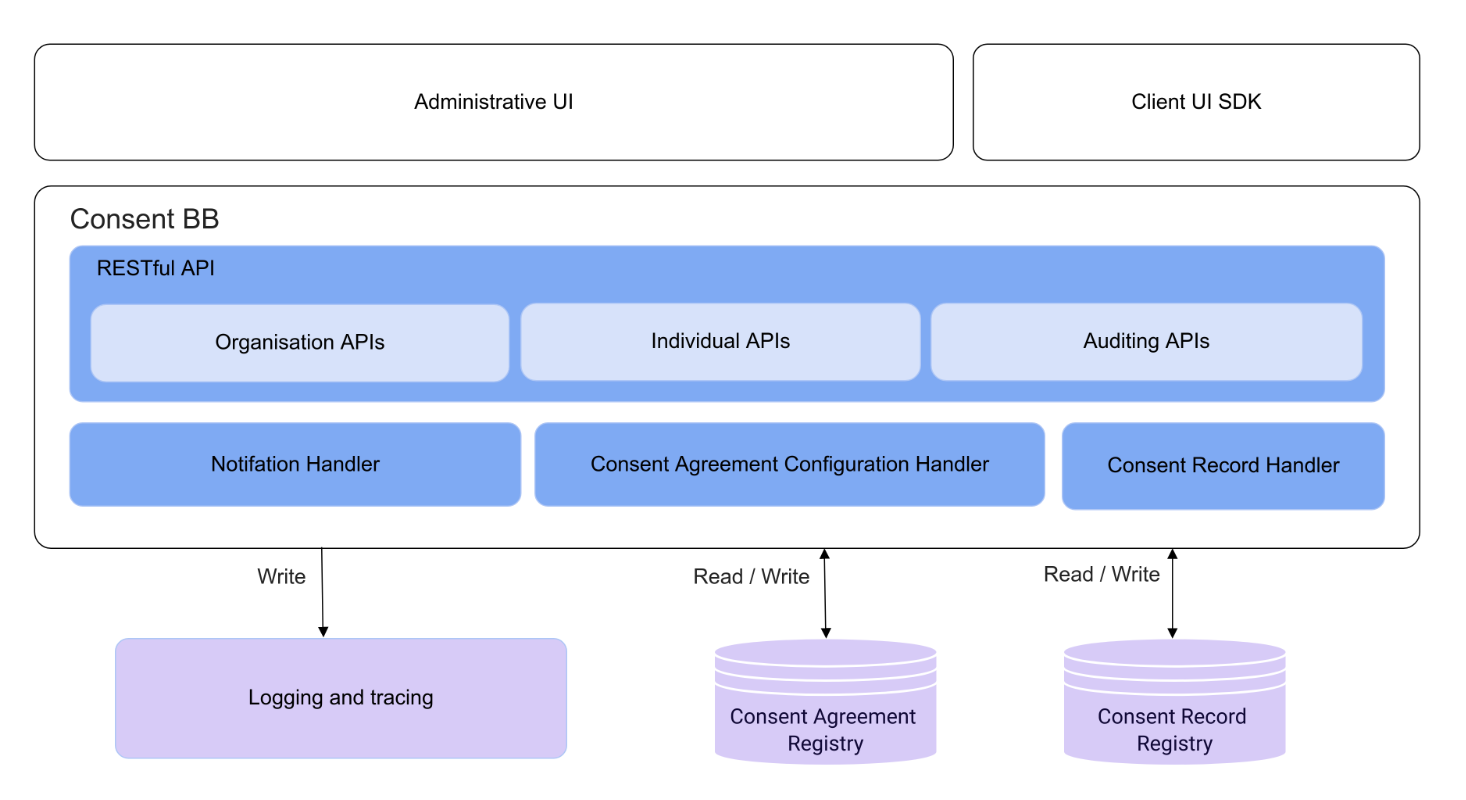 Administrative UI
Client UI SDK
Consent BB
RESTful API
Organisation APIs
Individual APIs
Auditing APIs
Notifation Handler
Consent Agreement Configuration Handler
Consent Record Handler
Write
Read / Write
Read / Write
Logging and tracing
Consent Agreement
Registry
Consent Record
Registry